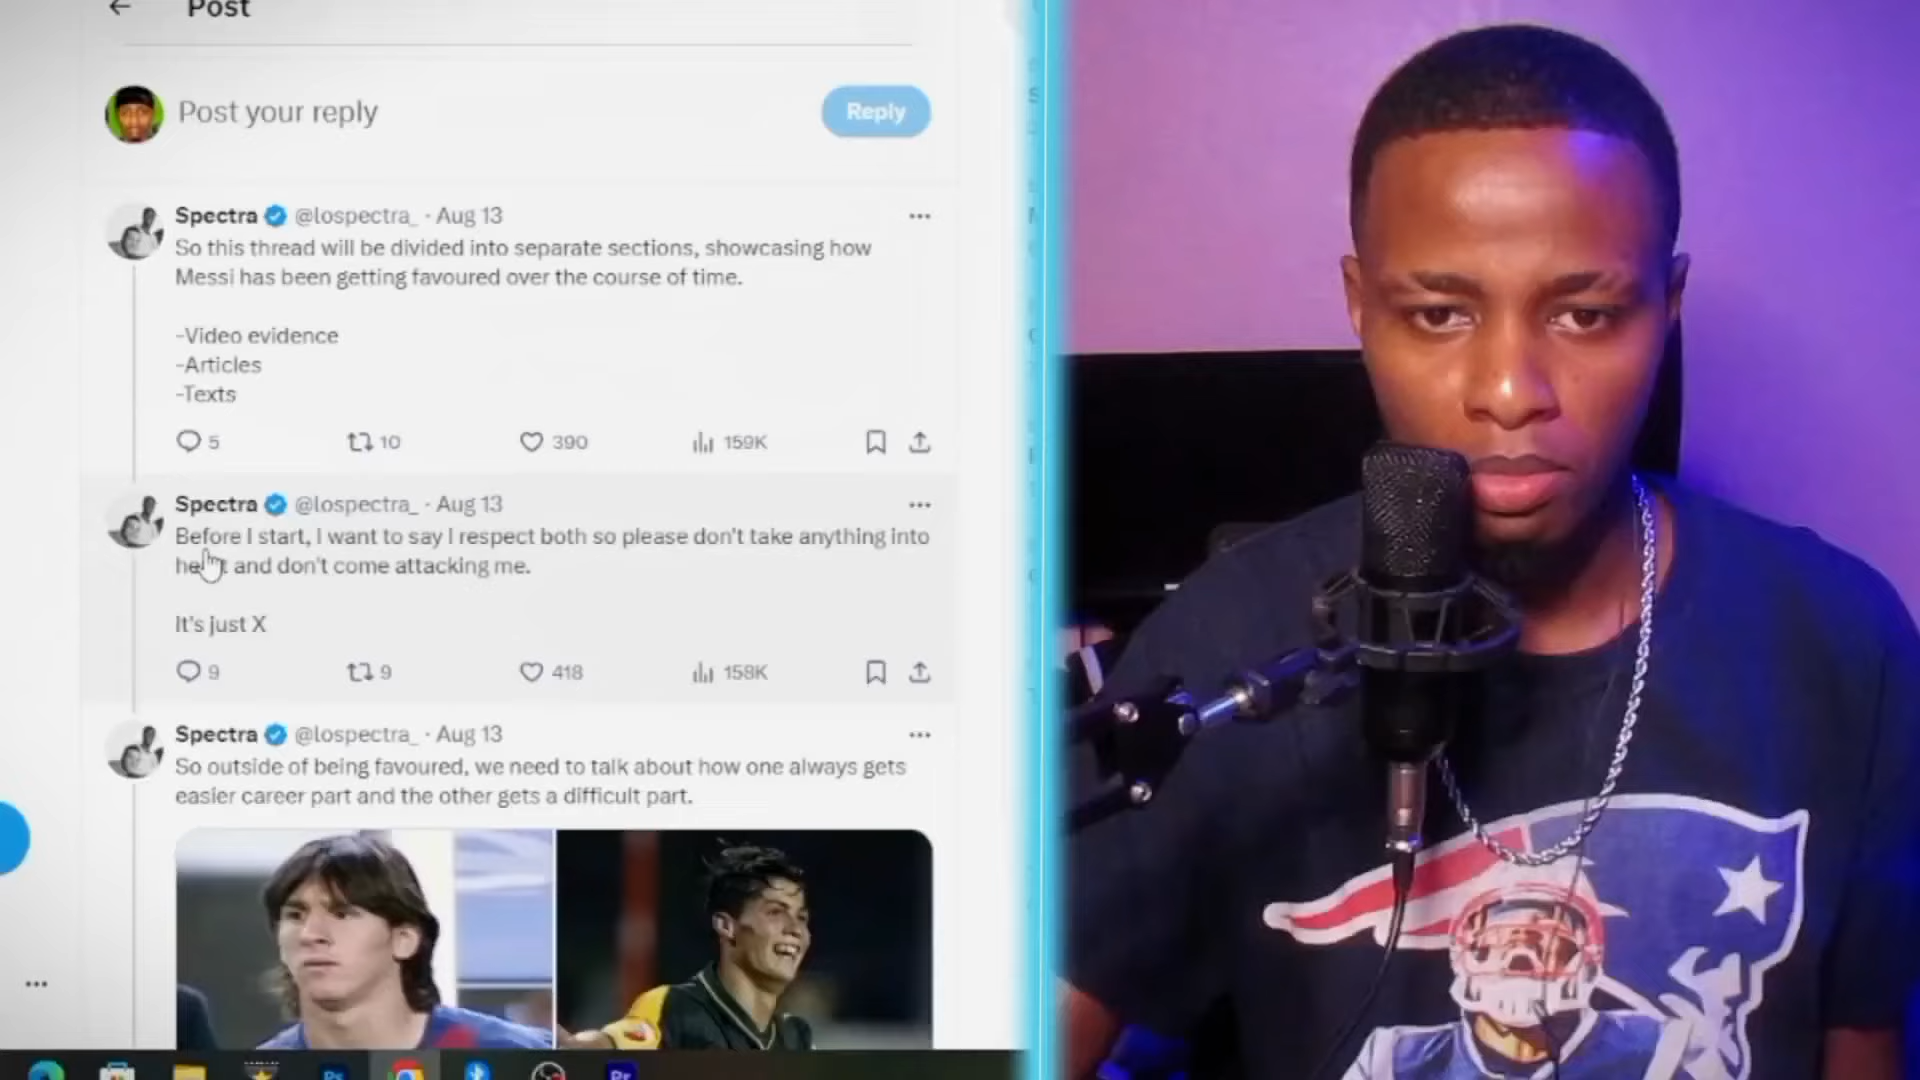 Post
Post your reply
Reply
Spectra @lospectra_ · Aug 13
So this thread will be divided into separate sections, showcasing how
Messi has been getting favoured over the course of time.
-Video evidence
-Articles
-Texts
5 10 390 159K
Spectra @lospectra_ · Aug 13
Before I start, I want to say I respect both so please don't take anything into
and don't come attacking me.
It's just X
9 9 418 158K
Spectra @lospectra_ · Aug 13
So outside of being favoured, we need to talk about how one always gets
easier career part and the other gets a difficult part.
Ps
Pr